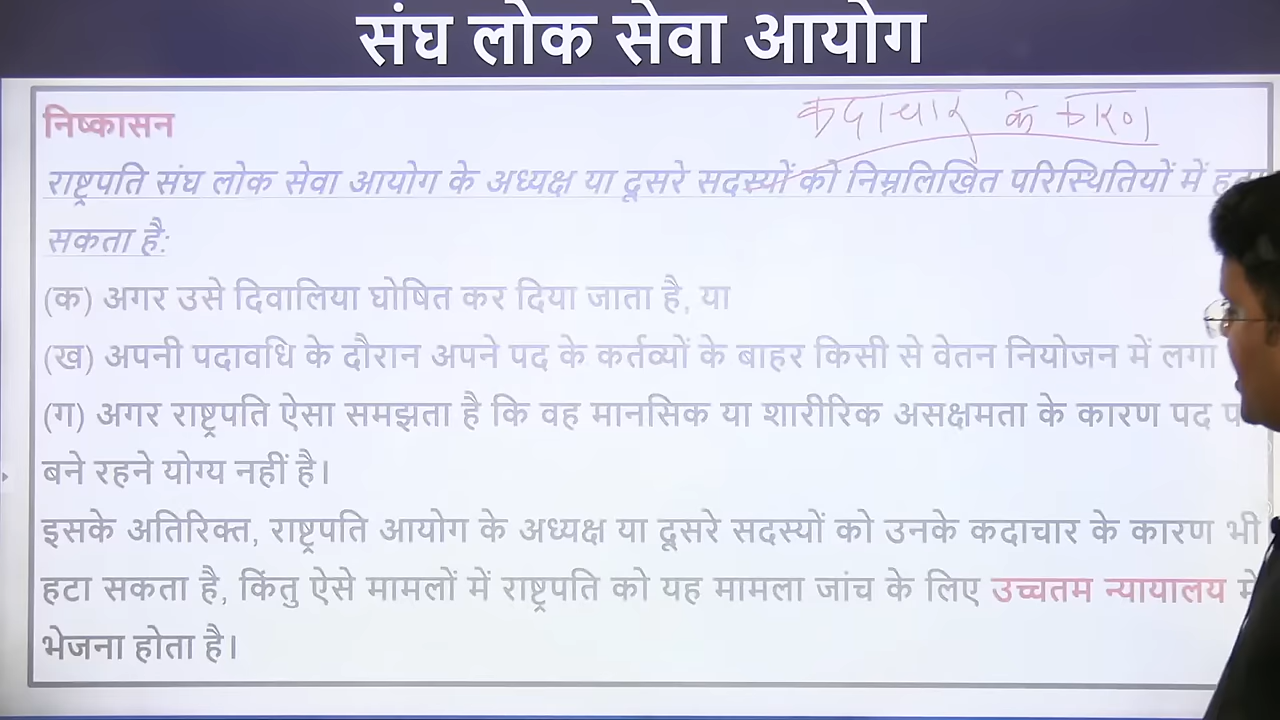 संघ लोक सेवा आयोग
कदाचार के कारण
निष्कासन
राष्ट्रपति संघ लोक सेवा आयोग के अध्यक्ष या दूसरे सदस्यों को निम्नलिखित परिस्थितियों में
सकता है:
(क) अगर उसे दिवालिया घोषित कर दिया जाता है, या
(ख) अपनी पदावधि के दौरान अपने पद के कर्तव्यों के बाहर किसी से वेतन नियोजन में लगा
(ग) अगर राष्ट्रपति ऐसा समझता है कि वह मानसिक या शारीरिक असक्षमता के कारण पद
बने रहने योग्य नहीं है।
इसके अतिरिक्त, राष्ट्रपति आयोग के अध्यक्ष या दूसरे सदस्यों को उनके कदाचार के कारण भी
हटा सकता है, किंतु ऐसे मामलों में राष्ट्रपति को यह मामला जांच के लिए उच्चतम न्यायालय में
भेजना होता है।